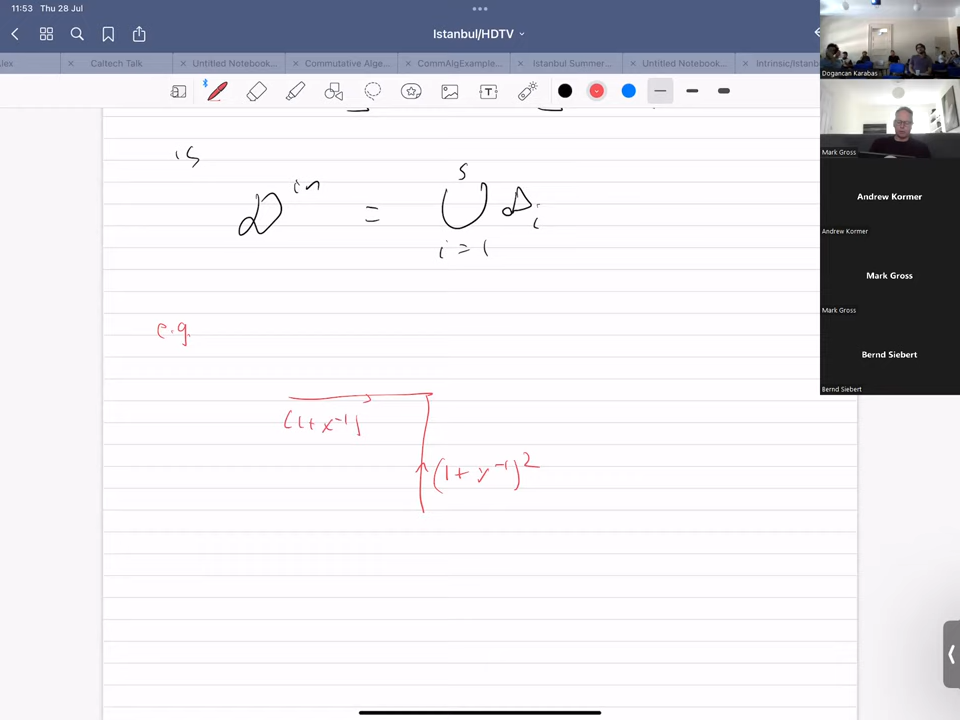 11:53 Thu 28 Jul
Istanbul/HDTV
lex
Caltech Talk
Untitled Notebook...
Commutative Alge...
CommAlgExample...
Istanbul Summer...
Untitled Notebook...
Intrinsic/Istanb
Dogancan Karabas
Mark Gross
Andrew Kormer
Andrew Kormer
Mark Gross
Mark Gross
Bernd Siebert
Bernd Siebert
is
𝒟^{in} = ⋃_{i=1}^{s} 𝒟_i
e.g.
(1+x^{-1})
(1+y^{-1})^2